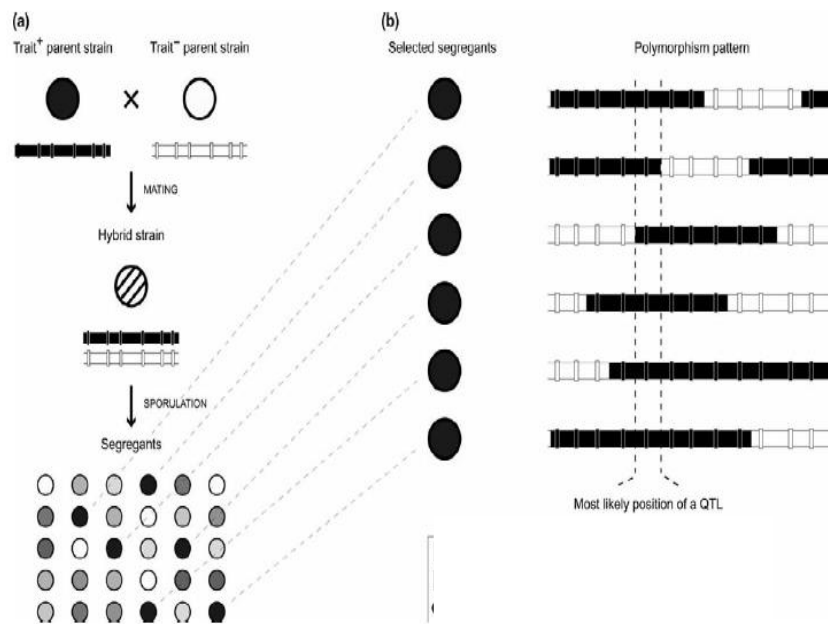 (a)
Trait+ parent strain
Trait− parent strain
×
MATING
Hybrid strain
SPORULATION
Segregants
(b)
Selected segregants
Polymorphism pattern
Most likely position of a QTL